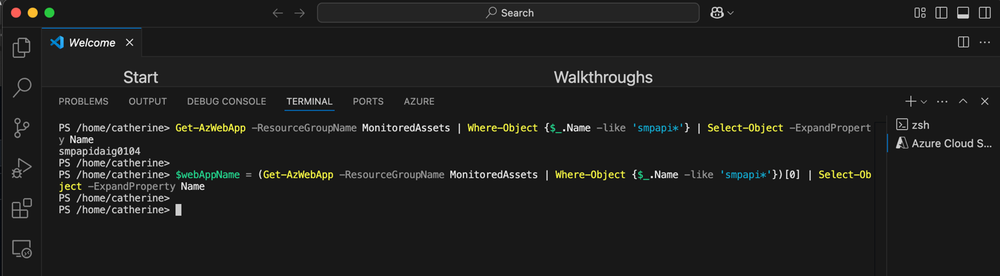 Search
Welcome
Start
Walkthroughs
PROBLEMS OUTPUT DEBUG CONSOLE TERMINAL PORTS AZURE
PS /home/catherine> Get-AzWebApp -ResourceGroupName MonitoredAssets | Where-Object {$_.Name -like 'smpapi*'} | Select-Object -ExpandPropert
y Name
smpapidaig0104
PS /home/catherine>
PS /home/catherine> $webAppName = (Get-AzWebApp -ResourceGroupName MonitoredAssets | Where-Object {$_.Name -like 'smpapi*'})[0] | Select-Ob
ject -ExpandProperty Name
PS /home/catherine>
PS /home/catherine>
zsh
Azure Cloud S...